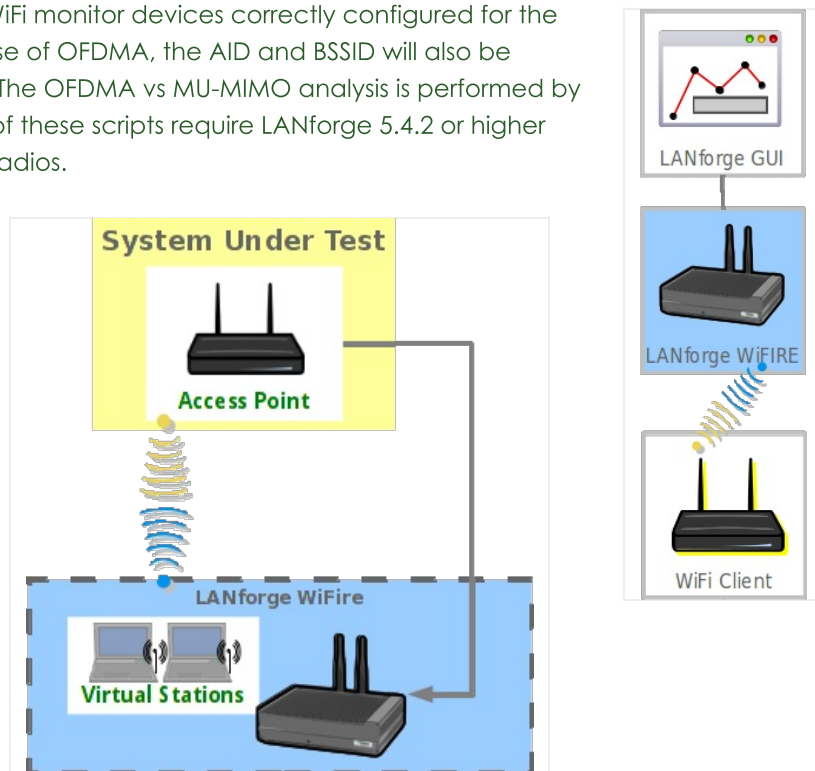 WiFi monitor devices correctly configured for the
se of OFDMA, the AID and BSSID will also be
The OFDMA vs MU-MIMO analysis is performed by
of these scripts require LANforge 5.4.2 or higher
adios.
System Under Test
Access Point
LANforge WiFire
Virtual Stations
LANforge GUI
LANforge WiFIRE
WiFi Client